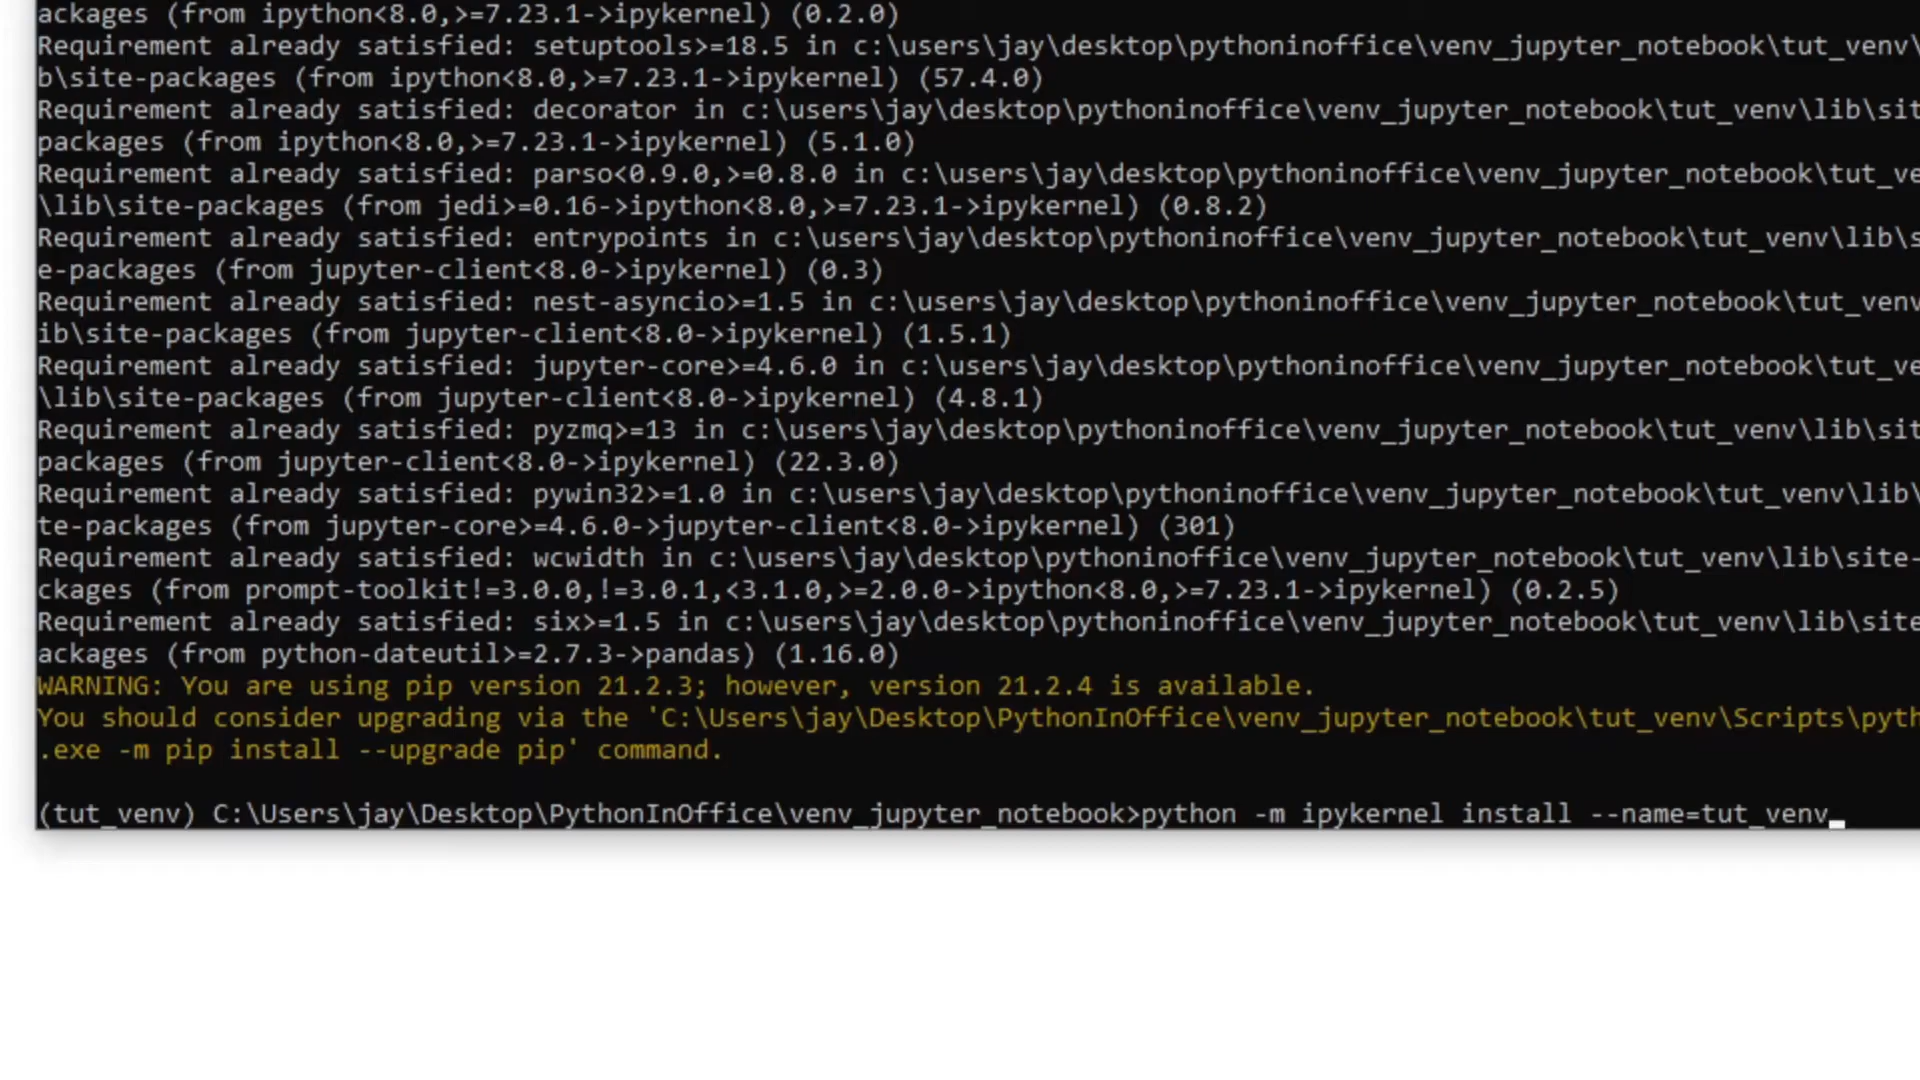 ackages (from ipython<8.0,>=7.23.1->ipykernel) (0.2.0)
Requirement already satisfied: setuptools>=18.5 in c:\users\jay\desktop\pythoninoffice\venv_jupyter_notebook\tut_venv\
b\site-packages (from ipython<8.0,>=7.23.1->ipykernel) (57.4.0)
Requirement already satisfied: decorator in c:\users\jay\desktop\pythoninoffice\venv_jupyter_notebook\tut_venv\lib\sit
packages (from ipython<8.0,>=7.23.1->ipykernel) (5.1.0)
Requirement already satisfied: parso<0.9.0,>=0.8.0 in c:\users\jay\desktop\pythoninoffice\venv_jupyter_notebook\tut_ve
\lib\site-packages (from jedi>=0.16->ipython<8.0,>=7.23.1->ipykernel) (0.8.2)
Requirement already satisfied: entrypoints in c:\users\jay\desktop\pythoninoffice\venv_jupyter_notebook\tut_venv\lib\s
e-packages (from jupyter-client<8.0->ipykernel) (0.3)
Requirement already satisfied: nest-asyncio>=1.5 in c:\users\jay\desktop\pythoninoffice\venv_jupyter_notebook\tut_venv
ib\site-packages (from jupyter-client<8.0->ipykernel) (1.5.1)
Requirement already satisfied: jupyter-core>=4.6.0 in c:\users\jay\desktop\pythoninoffice\venv_jupyter_notebook\tut_ve
\lib\site-packages (from jupyter-client<8.0->ipykernel) (4.8.1)
Requirement already satisfied: pyzmq>=13 in c:\users\jay\desktop\pythoninoffice\venv_jupyter_notebook\tut_venv\lib\sit
packages (from jupyter-client<8.0->ipykernel) (22.3.0)
Requirement already satisfied: pywin32>=1.0 in c:\users\jay\desktop\pythoninoffice\venv_jupyter_notebook\tut_venv\lib\
te-packages (from jupyter-core>=4.6.0->jupyter-client<8.0->ipykernel) (301)
Requirement already satisfied: wcwidth in c:\users\jay\desktop\pythoninoffice\venv_jupyter_notebook\tut_venv\lib\site-
ckages (from prompt-toolkit!=3.0.0,!=3.0.1,<3.1.0,>=2.0.0->ipython<8.0,>=7.23.1->ipykernel) (0.2.5)
Requirement already satisfied: six>=1.5 in c:\users\jay\desktop\pythoninoffice\venv_jupyter_notebook\tut_venv\lib\site
ackages (from python-dateutil>=2.7.3->pandas) (1.16.0)
WARNING: You are using pip version 21.2.3; however, version 21.2.4 is available.
You should consider upgrading via the 'C:\Users\jay\Desktop\PythonInOffice\venv_jupyter_notebook\tut_venv\Scripts\pyth
.exe -m pip install --upgrade pip' command.
(tut_venv) C:\Users\jay\Desktop\PythonInOffice\venv_jupyter_notebook>python -m ipykernel install --name=tut_venv